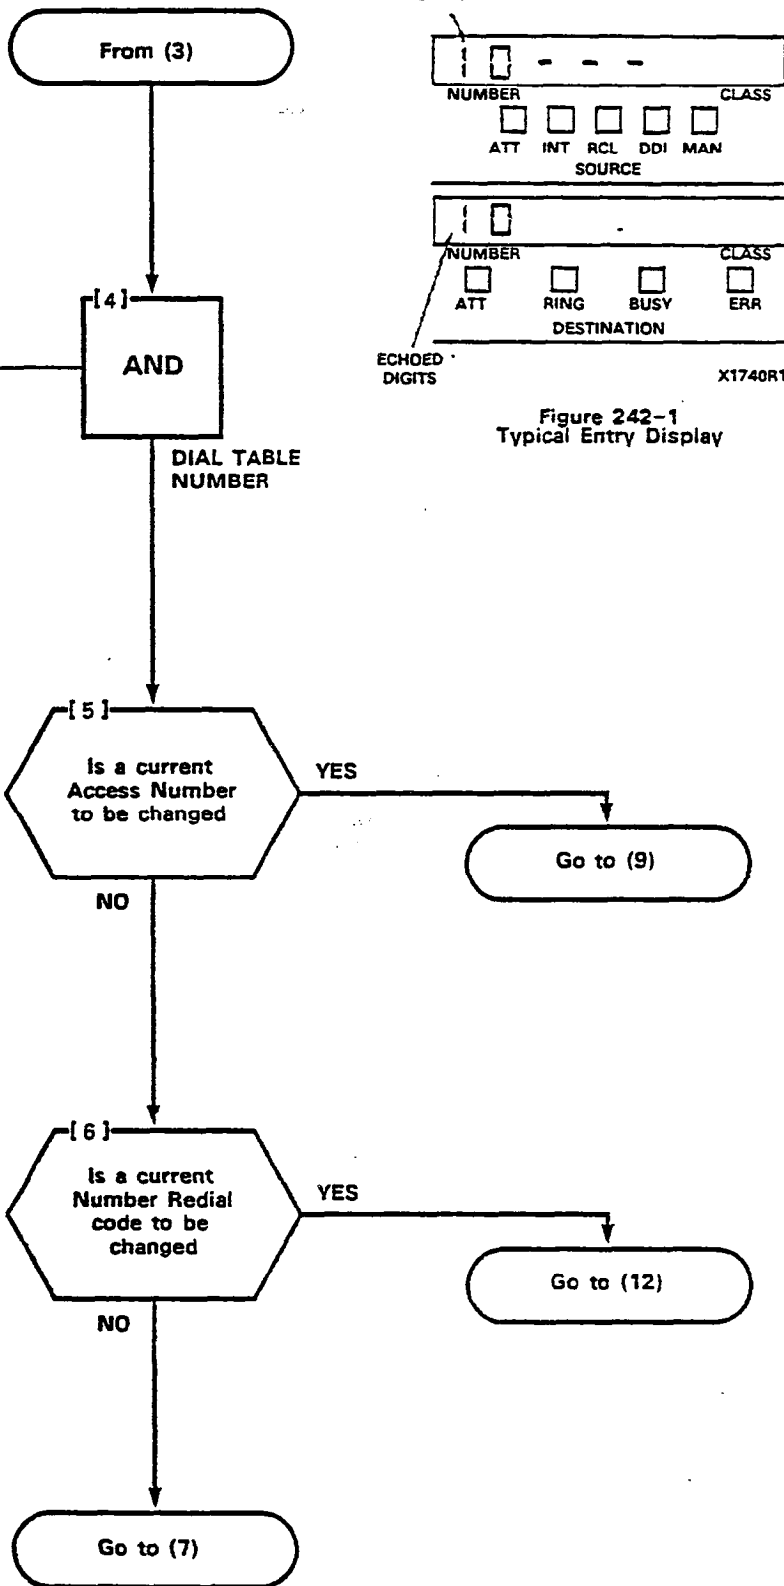 From (3)
[4]
AND
DIAL TABLE
NUMBER
[5]
Is a current
Access Number
to be changed
YES
Go to (9)
NO
[6]
Is a current
Number Redial
code to be
changed
YES
Go to (12)
NO
Go to (7)
10 - - -
NUMBER CLASS
ATT INT RCL DDI MAN
SOURCE
10
NUMBER CLASS
ATT RING BUSY ERR
DESTINATION
ECHOED
DIGITS
X1740R1
Figure 242-1
Typical Entry Display